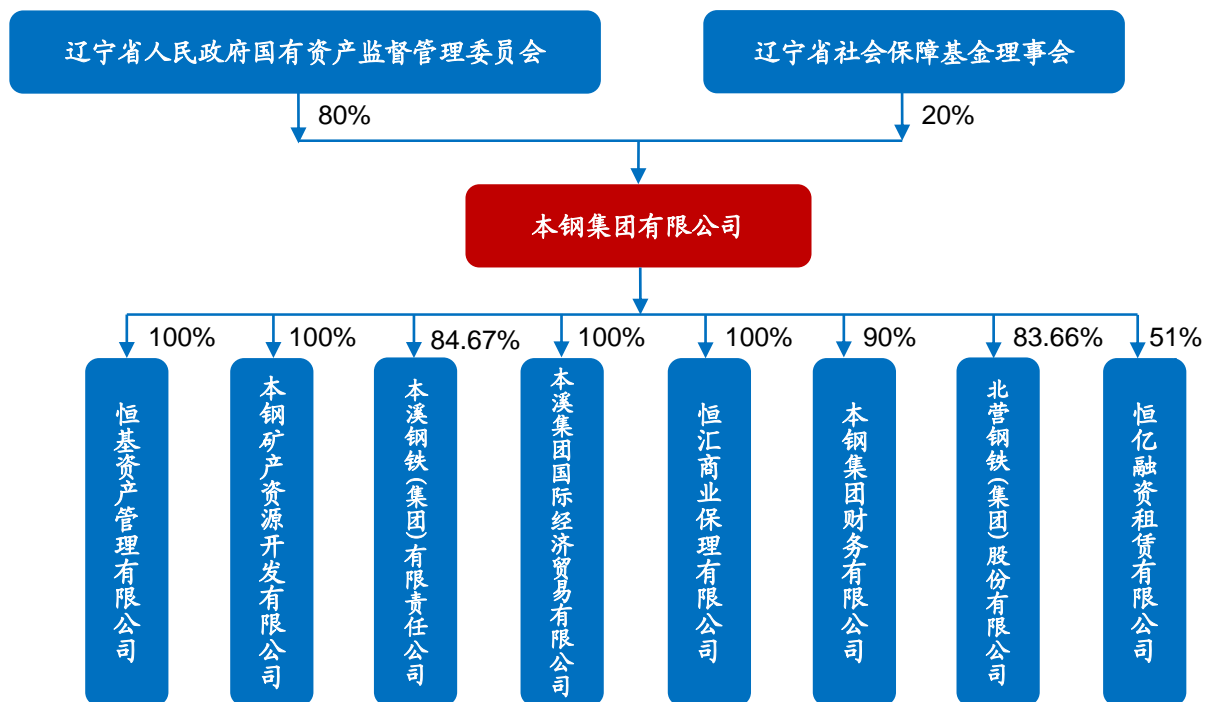 辽宁省人民政府国有资产监督管理委员会
辽宁省社会保障基金理事会
80%
20%
本钢集团有限公司
100%
100%
84.67%
100%
100%
90%
83.66%
51%
恒基资产管理有限公司
本钢矿产资源开发有限公司
本溪钢铁(集团)有限责任公司
本溪集团国际经济贸易有限公司
恒汇商业保理有限公司
本钢集团财务有限公司
北营钢铁(集团)股份有限公司
恒亿融资租赁有限公司